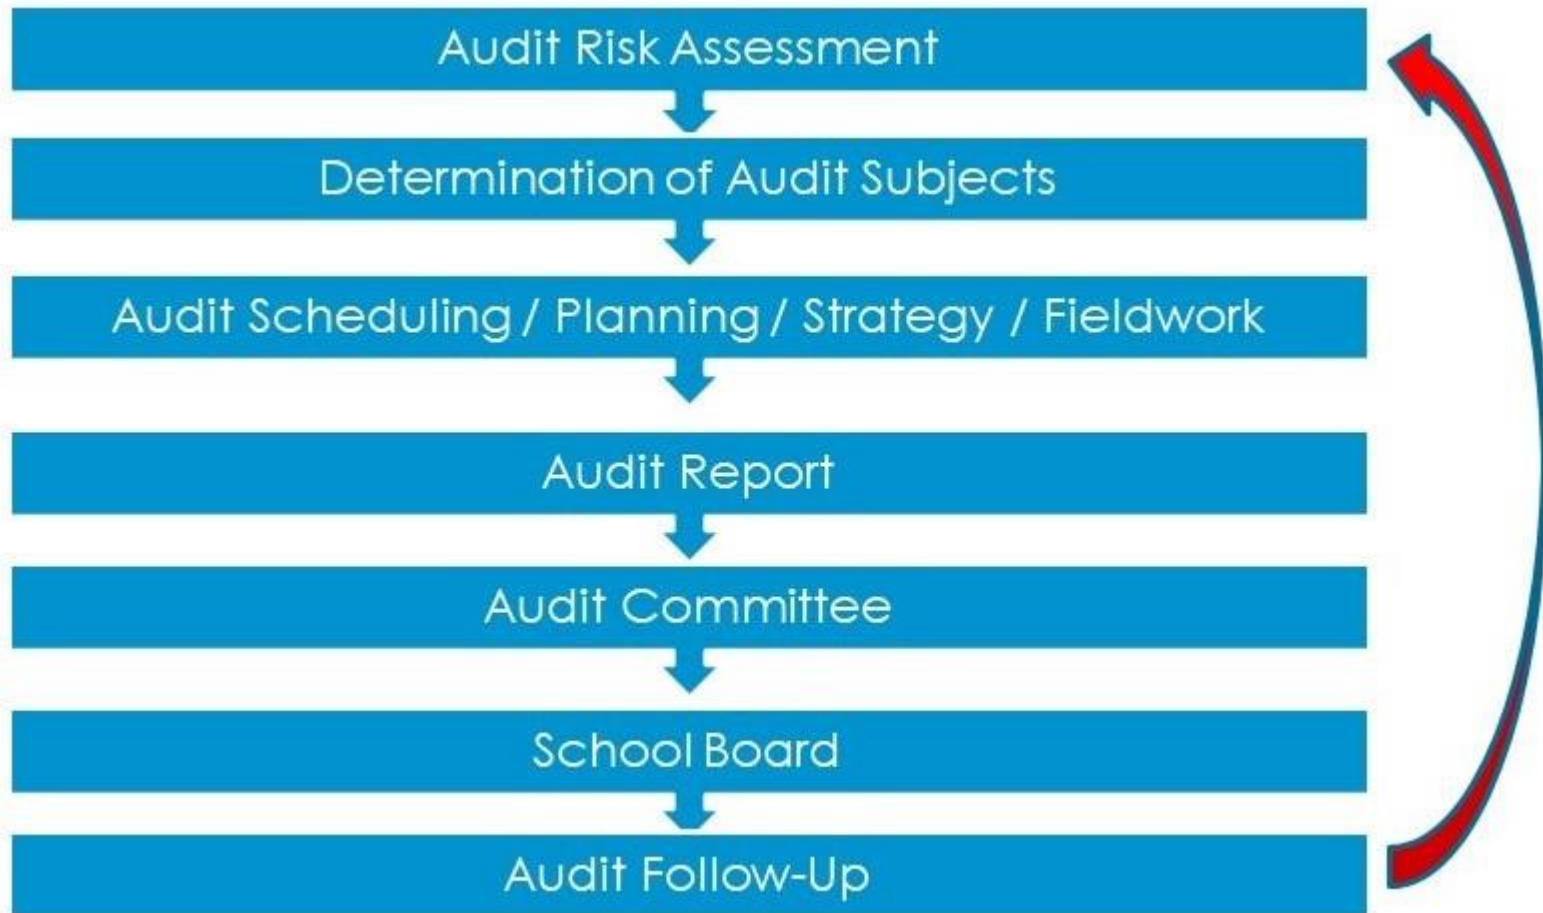 Audit Risk Assessment
Determination of Audit Subjects
Audit Scheduling / Planning / Strategy / Fieldwork
Audit Report
Audit Committee
School Board
Audit Follow-Up